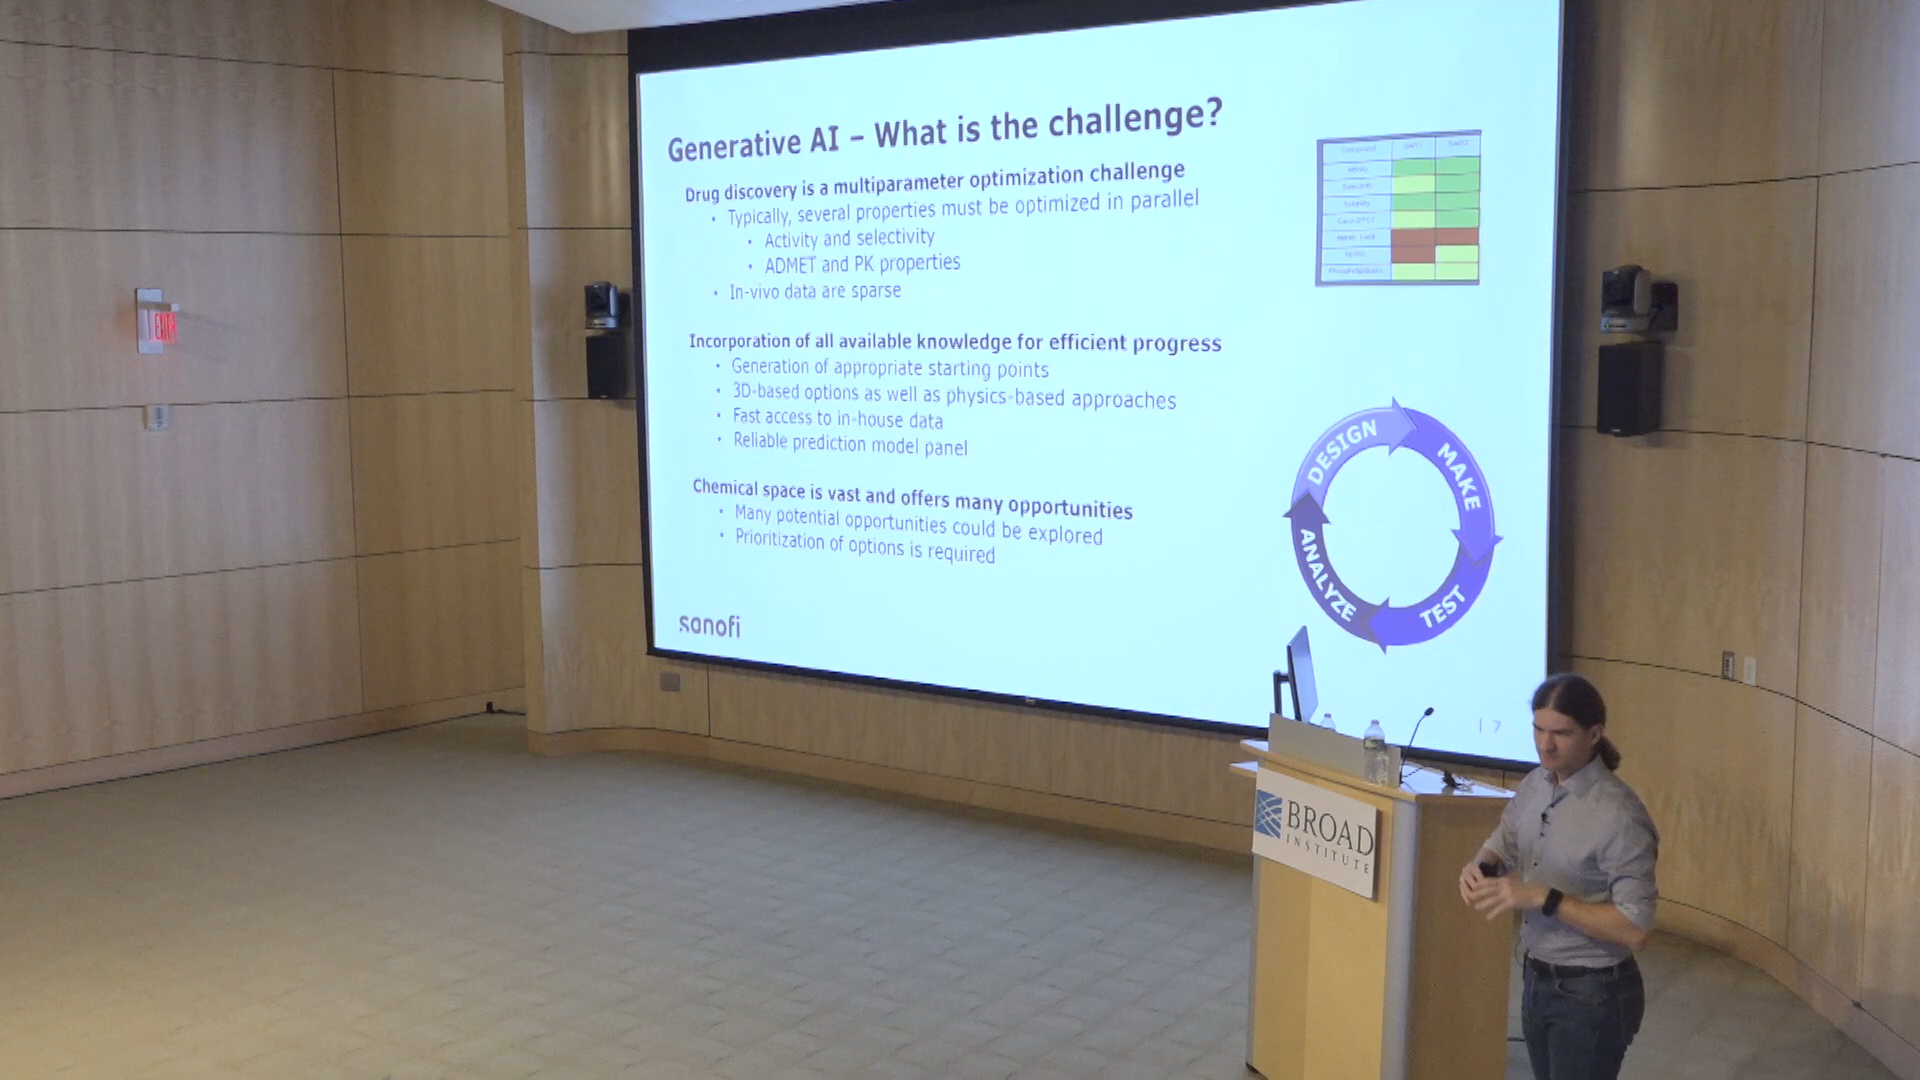 Generative AI – What is the challenge?
Drug discovery is a multiparameter optimization challenge
• Typically, several properties must be optimized in parallel
• Activity and selectivity
• ADMET and PK properties
• In-vivo data are sparse
Incorporation of all available knowledge for efficient progress
• Generation of appropriate starting points
• 3D-based options as well as physics-based approaches
• Fast access to in-house data
• Reliable prediction model panel
Chemical space is vast and offers many opportunities
• Many potential opportunities could be explored
• Prioritization of options is required
sanofi
Compound
Affinity
Solubility
DESIGN
MAKE
TEST
ANALYZE
| 7
EXIT
BROAD
INSTITUTE